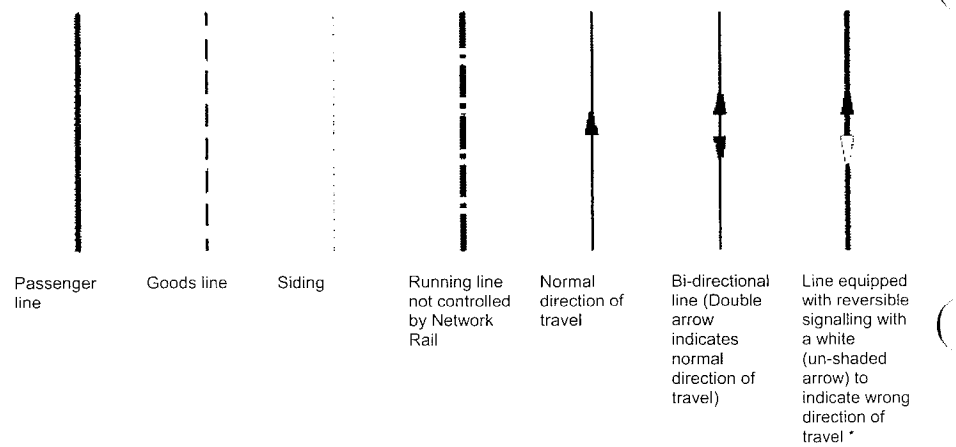 Passenger
line
Goods line
Siding
Running line
not controlled
by Network
Rail
Normal
direction of
travel
Bi-directional
line (Double
arrow
indicates
normal
direction of
travel)
Line equipped
with reversible
signalling with
a white
(un-shaded
arrow) to
indicate wrong
direction of
travel *